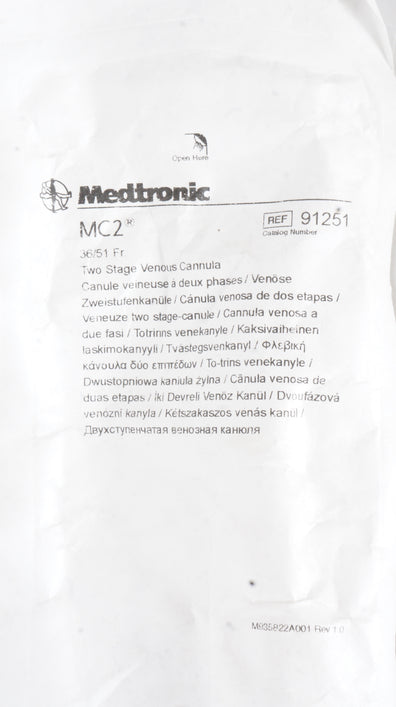 Open Here
Medtronic
MC2®
REF 91251
Catalog Number
36/51 Fr
Two Stage Venous Cannula
Canule veineuse à deux phases / Venöse
Zweistufenkanüle / Cánula venosa de dos etapas /
Veneuze two stage-canule / Cannula venosa a
due fasi / Totrinns venekanyle / Kaksivaiheinen
laskimokanyyli / Tvåstegsvenkanyl / Φλεβική
κάνουλα δύο επιπέδων / To-trins venekanyle /
Dwustopniowa kaniula żylna / Cânula venosa de
duas etapas / İki Devreli Venöz Kanül / Dvoufázová
venózní kanyla / Kétszakaszos venás kanül /
Двухступенчатая венозная канюля
M935822A001 Rev 1.0